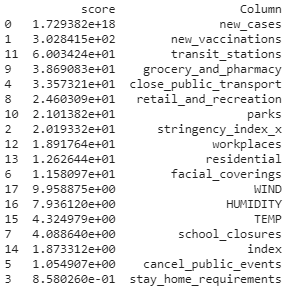 score Column
0 1.729382e+18 new_cases
1 3.028415e+02 new_vaccinations
11 6.003424e+01 transit_stations
9 3.869083e+01 grocery_and_pharmacy
4 3.357321e+01 close_public_transport
8 2.460309e+01 retail_and_recreation
10 2.101382e+01 parks
2 2.019332e+01 stringency_index_x
12 1.891764e+01 workplaces
13 1.262644e+01 residential
6 1.158097e+01 facial_coverings
17 9.958875e+00 WIND
16 7.936120e+00 HUMIDITY
15 4.324979e+00 TEMP
7 4.088640e+00 school_closures
14 1.873312e+00 index
5 1.054907e+00 cancel_public_events
3 8.580260e-01 stay_home_requirements